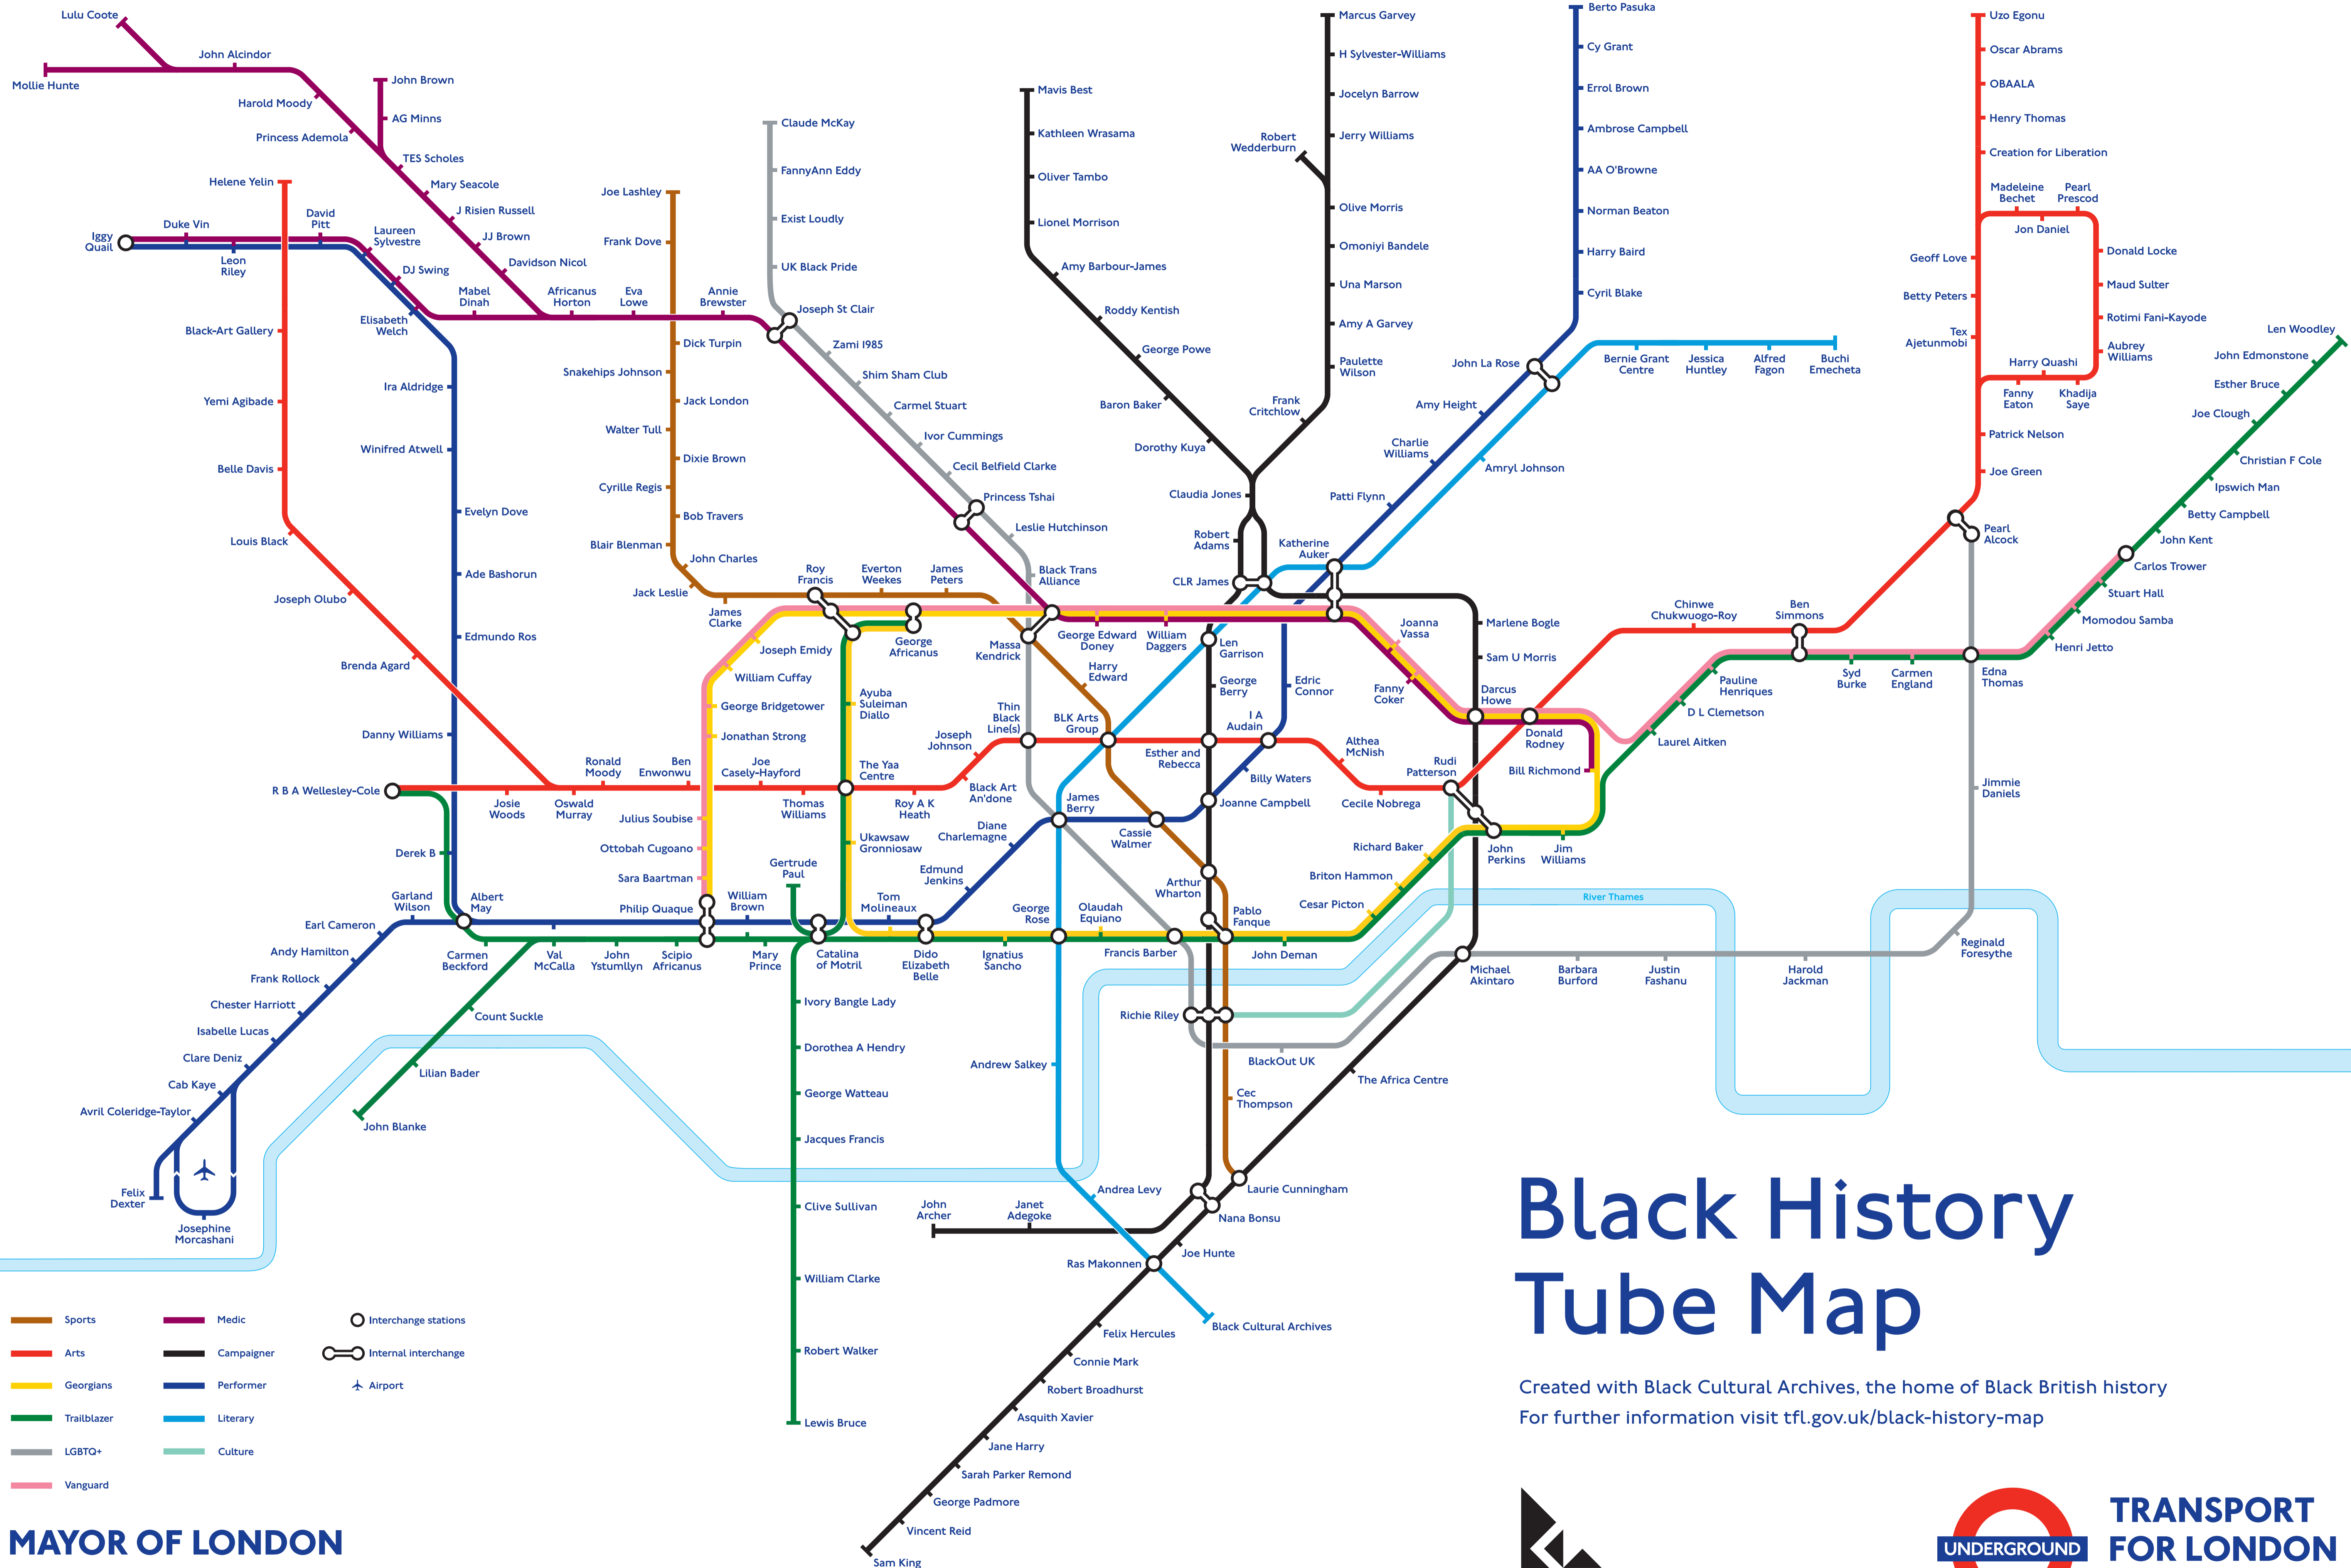 Lulu Coote
John Alcindor
Mollie Hunte
Harold Moody
Princess Ademola
John Brown
AG Minns
TES Scholes
Mary Seacole
J Risien Russell
JJ Brown
Davidson Nicol
Helene Yelin
Iggy
Quail
Duke Vin
Leon
Riley
David
Pitt
Laureen
Sylvestre
DJ Swing
Elisabeth
Welch
Mabel
Dinah
Africanus
Horton
Eva
Lowe
Annie
Brewster
Black-Art Gallery
Yemi Agibade
Belle Davis
Louis Black
Joseph Olubo
Brenda Agard
Ira Aldridge
Winifred Atwell
Evelyn Dove
Ade Bashorun
Edmundo Ros
Danny Williams
Joe Lashley
Frank Dove
Dick Turpin
Snakehips Johnson
Jack London
Walter Tull
Dixie Brown
Cyrille Regis
Bob Travers
Blair Blenman
John Charles
Jack Leslie
James
Clarke
Roy
Francis
Everton
Weekes
James
Peters
Claude McKay
FannyAnn Eddy
Exist Loudly
UK Black Pride
Joseph St Clair
Zami I985
Shim Sham Club
Carmel Stuart
Ivor Cummings
Cecil Belfield Clarke
Princess Tshai
Leslie Hutchinson
Black Trans
Alliance
Mavis Best
Kathleen Wrasama
Oliver Tambo
Lionel Morrison
Amy Barbour-James
Roddy Kentish
George Powe
Baron Baker
Dorothy Kuya
Claudia Jones
Robert
Adams
CLR James
Marcus Garvey
H Sylvester-Williams
Jocelyn Barrow
Jerry Williams
Robert
Wedderburn
Olive Morris
Omoniyi Bandele
Una Marson
Amy A Garvey
Paulette
Wilson
Frank
Critchlow
Katherine
Auker
Berto Pasuka
Cy Grant
Errol Brown
Ambrose Campbell
AA O'Browne
Norman Beaton
Harry Baird
Cyril Blake
John La Rose
Amy Height
Charlie
Williams
Patti Flynn
Amryl Johnson
Bernie Grant
Centre
Jessica
Huntley
Alfred
Fagon
Buchi
Emecheta
Uzo Egonu
Oscar Abrams
OBAALA
Henry Thomas
Creation for Liberation
Madeleine
Bechet
Pearl
Prescod
Jon Daniel
Geoff Love
Betty Peters
Tex
Ajetunmobi
Donald Locke
Maud Sulter
Rotimi Fani-Kayode
Aubrey
Williams
Harry Quashi
Fanny
Eaton
Khadija
Saye
Patrick Nelson
Joe Green
Pearl
Alcock
Len Woodley
John Edmonstone
Esther Bruce
Joe Clough
Christian F Cole
Ipswich Man
Betty Campbell
John Kent
Carlos Trower
Stuart Hall
Momodou Samba
Henri Jetto
Edna
Thomas
Carmen
England
Syd
Burke
Ben
Simmons
Chinwe
Chukwuogo-Roy
Pauline
Henriques
D L Clemetson
Laurel Aitken
Joseph Emidy
William Cuffay
George Bridgetower
Jonathan Strong
George
Africanus
Ayuba
Suleiman
Diallo
Massa
Kendrick
George Edward
Doney
William
Daggers
Harry
Edward
Len
Garrison
George
Berry
Edric
Connor
I A
Audain
Joanna
Vassa
Fanny
Coker
Marlene Bogle
Sam U Morris
Darcus
Howe
Donald
Rodney
Bill Richmond
Thin
Black
Line(s)
BLK Arts
Group
Joseph
Johnson
Esther and
Rebecca
Althea
McNish
Rudi
Patterson
Billy Waters
Cecile Nobrega
R B A Wellesley-Cole
Josie
Woods
Ronald
Moody
Oswald
Murray
Ben
Enwonwu
Joe
Casely-Hayford
Thomas
Williams
The Yaa
Centre
Roy A K
Heath
Black Art
An'done
James
Berry
Joanne Campbell
Jimmie
Daniels
Julius Soubise
Ottobah Cugoano
Sara Baartman
Philip Quaque
Ukawsaw
Gronniosaw
Diane
Charlemagne
Cassie
Walmer
Richard Baker
Briton Hammon
Cesar Picton
John
Perkins
Jim
Williams
Derek B
Gertrude
Paul
Edmund
Jenkins
Arthur
Wharton
River Thames
Garland
Wilson
Albert
May
William
Brown
Tom
Molineaux
George
Rose
Olaudah
Equiano
Pablo
Fanque
Earl Cameron
Andy Hamilton
Frank Rollock
Chester Harriott
Isabelle Lucas
Clare Deniz
Cab Kaye
Avril Coleridge-Taylor
Felix
Dexter
Josephine
Morcashani
Carmen
Beckford
Val
McCalla
John
Ystumllyn
Scipio
Africanus
Mary
Prince
Catalina
of Motril
Dido
Elizabeth
Belle
Ignatius
Sancho
Francis Barber
John Deman
Michael
Akintaro
Barbara
Burford
Justin
Fashanu
Harold
Jackman
Reginald
Foresythe
Count Suckle
Lilian Bader
John Blanke
Ivory Bangle Lady
Dorothea A Hendry
George Watteau
Jacques Francis
Clive Sullivan
William Clarke
Robert Walker
Lewis Bruce
Richie Riley
BlackOut UK
Andrew Salkey
Cec
Thompson
The Africa Centre
Andrea Levy
Laurie Cunningham
Nana Bonsu
John
Archer
Janet
Adegoke
Joe Hunte
Ras Makonnen
Black Cultural Archives
Felix Hercules
Connie Mark
Robert Broadhurst
Asquith Xavier
Jane Harry
Sarah Parker Remond
George Padmore
Vincent Reid
Sam King
Black History
Tube Map
Created with Black Cultural Archives, the home of Black British history
For further information visit tfl.gov.uk/black-history-map
Sports
Arts
Georgians
Trailblazer
LGBTQ+
Vanguard
Medic
Campaigner
Performer
Literary
Culture
Interchange stations
Internal interchange
Airport
MAYOR OF LONDON
UNDERGROUND
TRANSPORT
FOR LONDON